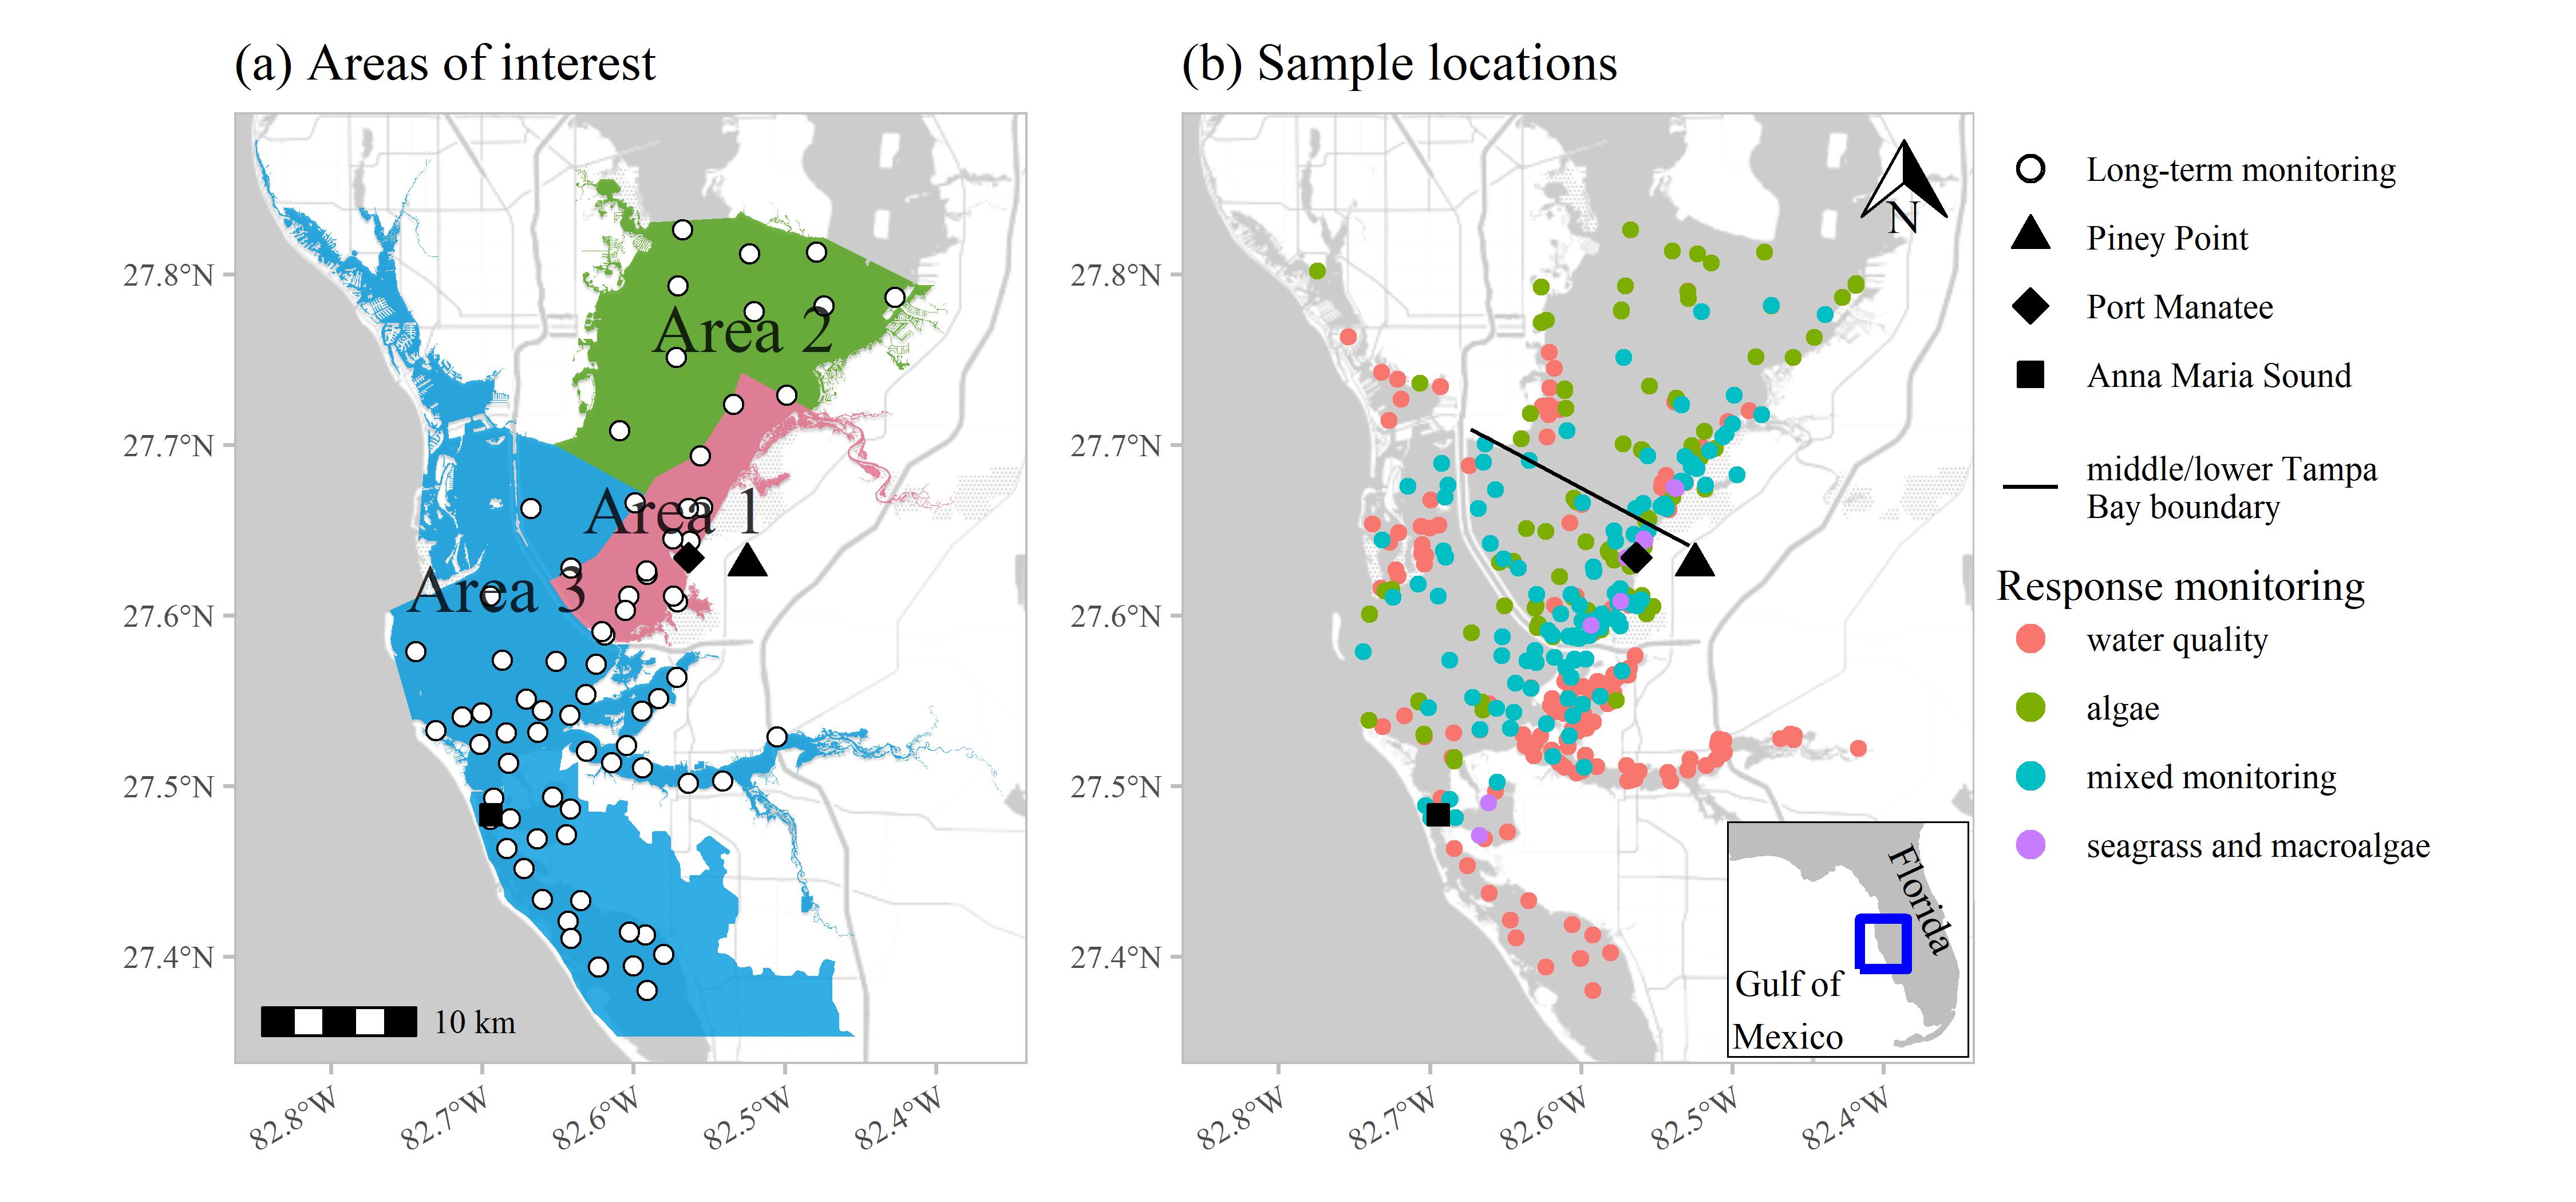 (a) Areas of interest
(b) Sample locations
27.8°N
27.7°N
27.6°N
27.5°N
27.4°N
82.8°W
82.7°W
82.6°W
82.5°W
82.4°W
Area 2
Area 1
Area 3
10 km
27.8°N
27.7°N
27.6°N
27.5°N
27.4°N
82.8°W
82.7°W
82.6°W
82.5°W
82.4°W
N
Florida
Gulf of
Mexico
Long-term monitoring
Piney Point
Port Manatee
Anna Maria Sound
middle/lower Tampa
Bay boundary
Response monitoring
water quality
algae
mixed monitoring
seagrass and macroalgae